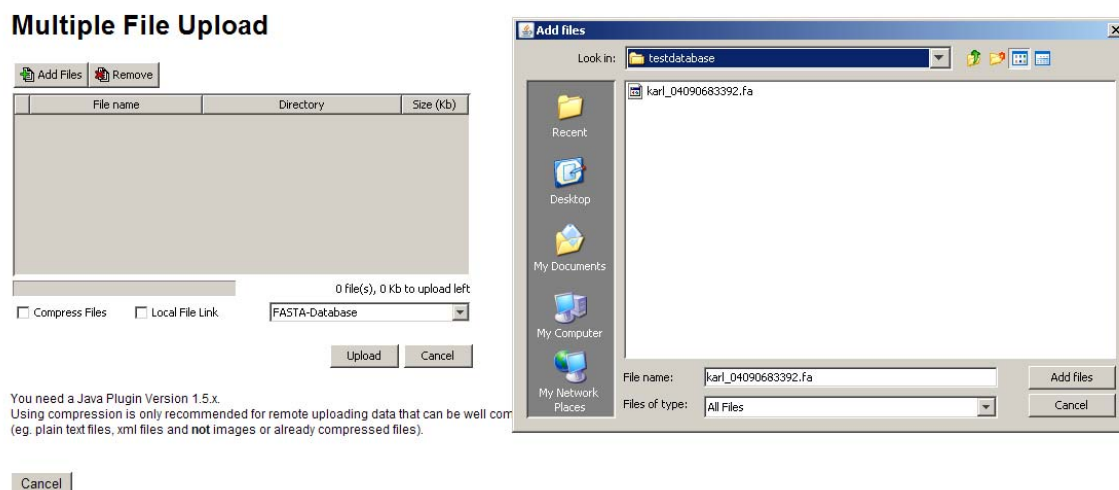 Multiple File Upload
Add Files Remove
File name Directory Size (Kb)
0 file(s), 0 Kb to upload left
Compress Files Local File Link FASTA-Database
Upload Cancel
You need a Java Plugin Version 1.5.x.
Using compression is only recommended for remote uploading data that can be well com
(eg. plain text files, xml files and not images or already compressed files).
Cancel
Add files
Look in: testdatabase
karl_04090683392.fa
Recent
Desktop
My Documents
My Computer
My Network
Places
File name: karl_04090683392.fa Add files
Files of type: All Files Cancel